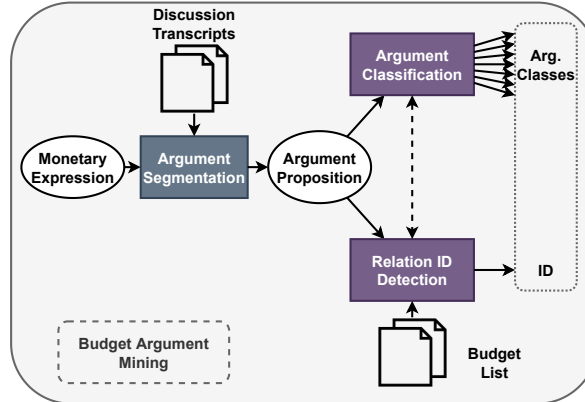 Discussion
Transcripts
Argument
Classification
Arg.
Classes
Monetary
Expression
Argument
Segmentation
Argument
Proposition
Relation ID
Detection
ID
Budget Argument
Mining
Budget
List